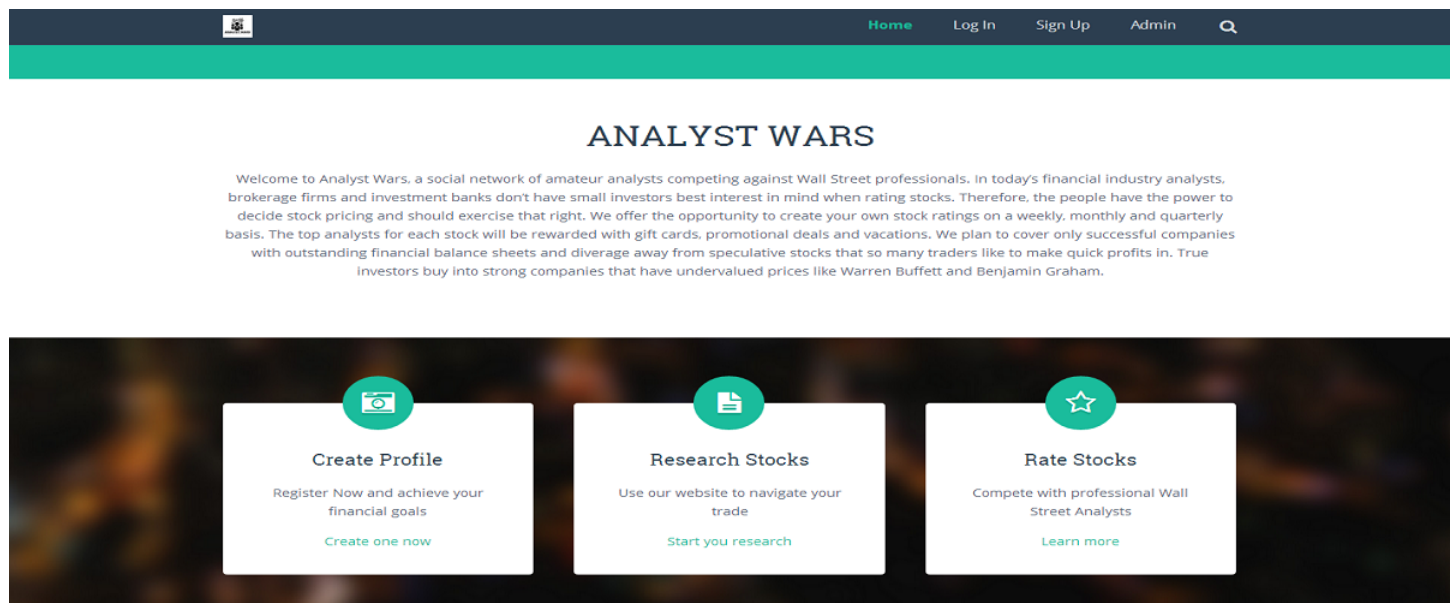 Home Log In Sign Up Admin
ANALYST WARS
Welcome to Analyst Wars, a social network of amateur analysts competing against Wall Street professionals. In today's financial industry analysts,
brokerage firms and investment banks don't have small investors best interest in mind when rating stocks. Therefore, the people have the power to
decide stock pricing and should exercise that right. We offer the opportunity to create your own stock ratings on a weekly, monthly and quarterly
basis. The top analysts for each stock will be rewarded with gift cards, promotional deals and vacations. We plan to cover only successful companies
with outstanding financial balance sheets and diverage away from speculative stocks that so many traders like to make quick profits in. True
investors buy into strong companies that have undervalued prices like Warren Buffett and Benjamin Graham.
Create Profile
Register Now and achieve your
financial goals
Create one now
Research Stocks
Use our website to navigate your
trade
Start you research
Rate Stocks
Compete with professional Wall
Street Analysts
Learn more